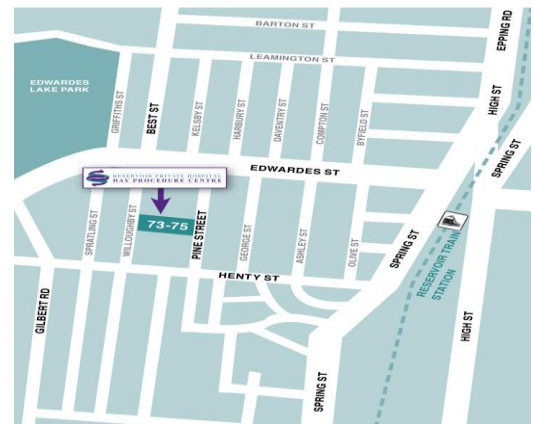 BARTON ST
EPPING RD
LEAMINGTON ST
EDWARDES
LAKE PARK
HIGH ST
GRIFFITHS ST
BEST ST
KELSBY ST
HARBURY ST
DAVENTRY ST
COMPTON ST
BYFIELD ST
SPRING ST
EDWARDES ST
RESERVOIR PRIVATE HOSPITAL
DAY PROCEDURE CENTRE
73-75
SPRATLING ST
WILLOUGHBY ST
PINE STREET
GEORGE ST
ASHLEY ST
OLIVE ST
SPRING ST
RESERVOIR TRAIN
STATION
HENTY ST
GILBERT RD
HIGH ST
SPRING ST